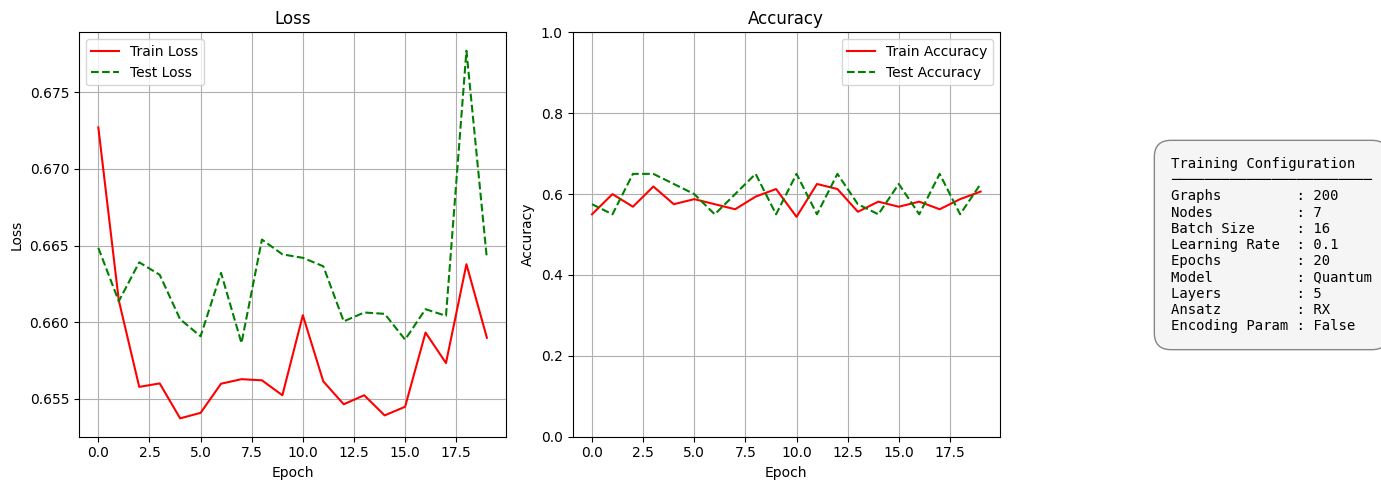 Loss
Train Loss
Test Loss
0.675
0.670
0.665
0.660
0.655
Loss
0.0 2.5 5.0 7.5 10.0 12.5 15.0 17.5
Epoch
Accuracy
Train Accuracy
Test Accuracy
1.0
0.8
0.6
0.4
0.2
0.0
Accuracy
0.0 2.5 5.0 7.5 10.0 12.5 15.0 17.5
Epoch
Training Configuration
Graphs : 200
Nodes : 7
Batch Size : 16
Learning Rate : 0.1
Epochs : 20
Model : Quantum
Layers : 5
Ansatz : RX
Encoding Param : False